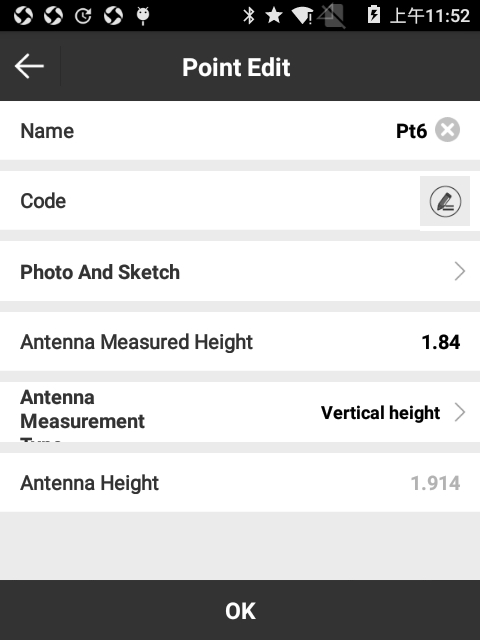 上午11:52
Point Edit
Name
Pt6
Code
Photo And Sketch
Antenna Measured Height
1.84
Antenna
Measurement
Type
Vertical height
Antenna Height
1.914
OK